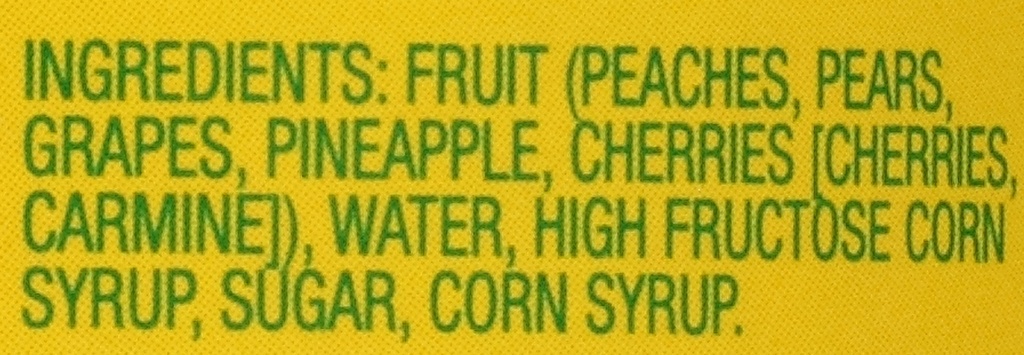 INGREDIENTS: FRUIT (PEACHES, PEARS,
GRAPES, PINEAPPLE, CHERRIES [CHERRIES,
CARMINE]), WATER, HIGH FRUCTOSE CORN
SYRUP, SUGAR, CORN SYRUP.